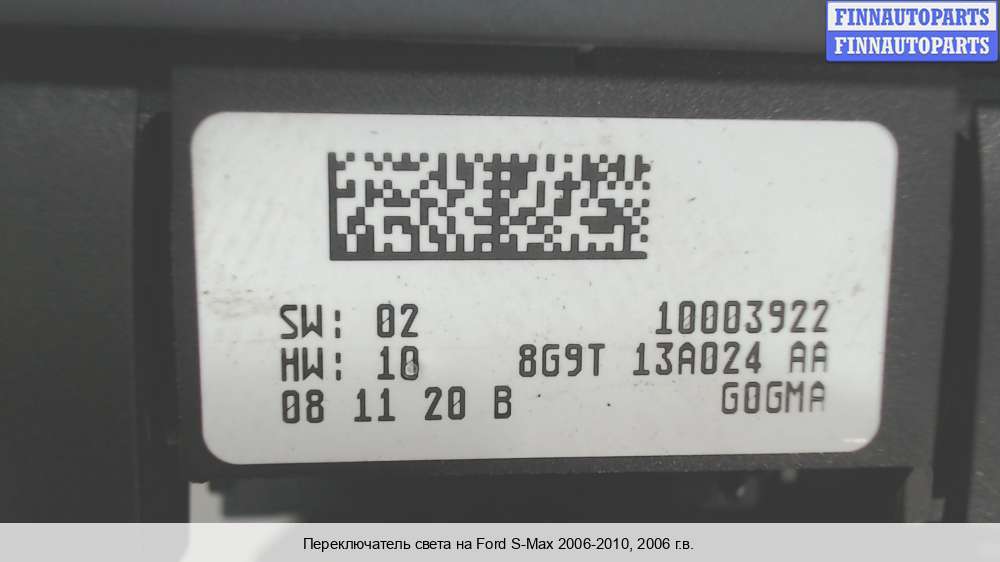 FINNAUTOPARTS
FINNAUTOPARTS
SW: 02 10003922
HW: 10 8G9T 13A024 AA
08 11 20 B G0GMA
Переключатель света на Ford S-Max 2006-2010, 2006 г.в.